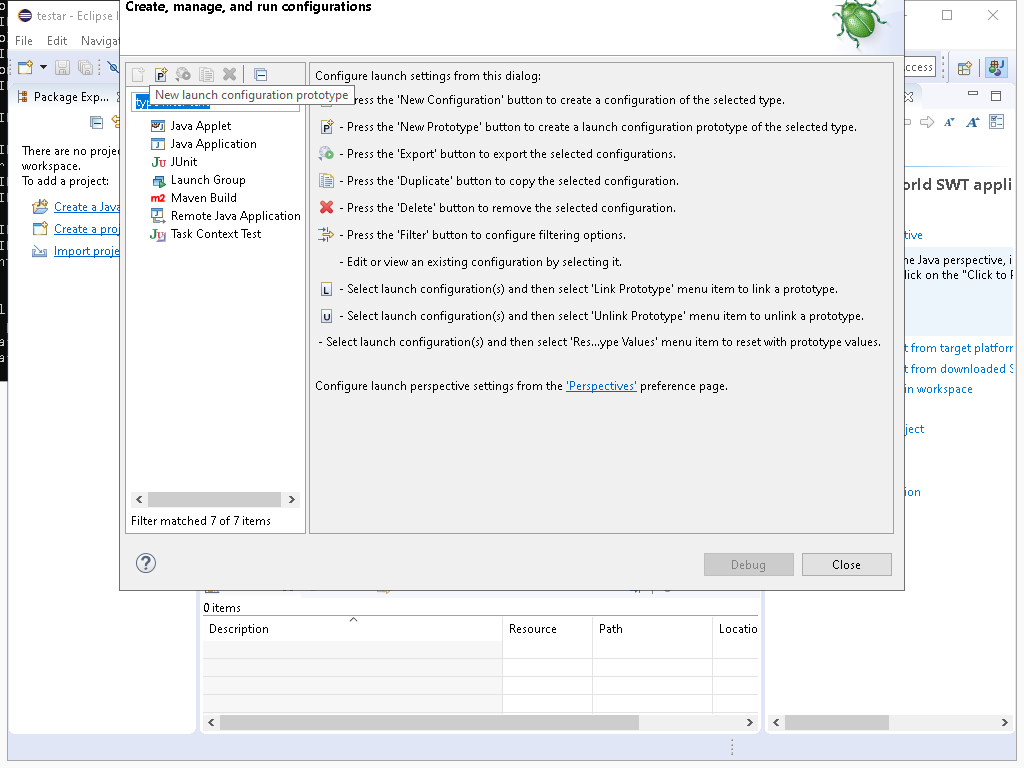 Create, manage, and run configurations
testar - Eclipse
File Edit Naviga
Package Exp...
There are no proje
workspace.
To add a project:
Create a Java
Create a proj
Import proje
New launch configuration prototype
Java Applet
Java Application
JUnit
Launch Group
Maven Build
Remote Java Application
Task Context Test
Filter matched 7 of 7 items
Configure launch settings from this dialog:
ress the 'New Configuration' button to create a configuration of the selected type.
- Press the 'New Prototype' button to create a launch configuration prototype of the selected type.
- Press the 'Export' button to export the selected configurations.
- Press the 'Duplicate' button to copy the selected configuration.
- Press the 'Delete' button to remove the selected configuration.
- Press the 'Filter' button to configure filtering options.
- Edit or view an existing configuration by selecting it.
- Select launch configuration(s) and then select 'Link Prototype' menu item to link a prototype.
- Select launch configuration(s) and then select 'Unlink Prototype' menu item to unlink a prototype.
- Select launch configuration(s) and then select 'Res...ype Values' menu item to reset with prototype values.
Configure launch perspective settings from the 'Perspectives' preference page.
Debug Close
ccess
orld SWT appli
tive
he Java perspective, i
lick on the "Click to P
t from target platforr
t from downloaded S
in workspace
ject
ion
0 items
Description Resource Path Locatio